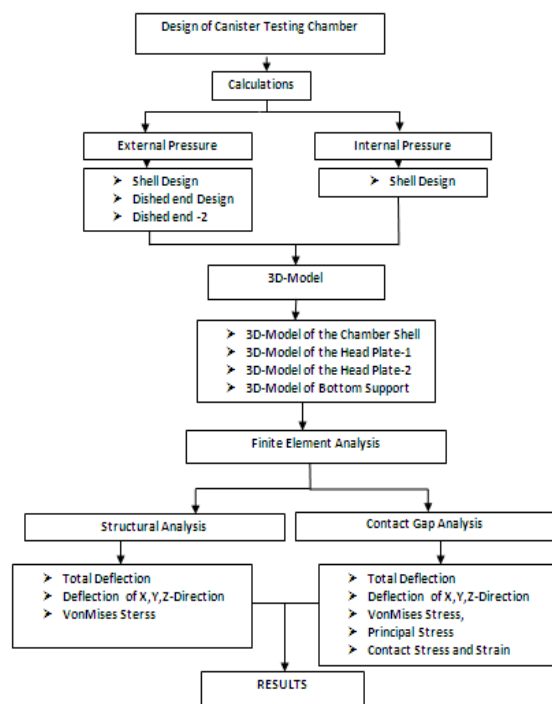 Design of Canister Testing Chamber
Calculations
External Pressure
Internal Pressure
➤ Shell Design
➤ Dished end Design
➤ Dished end -2
➤ Shell Design
3D-Model
➤ 3D-Model of the Chamber Shell
➤ 3D-Model of the Head Plate-1
➤ 3D-Model of the Head Plate-2
➤ 3D-Model of Bottom Support
Finite Element Analysis
Structural Analysis
Contact Gap Analysis
➤ Total Deflection
➤ Deflection of X,Y,Z-Direction
➤ VonMises Sterss
➤ Total Deflection
➤ Deflection of X,Y,Z-Direction
➤ VonMises Stress,
➤ Principal Stress
➤ Contact Stress and Strain
RESULTS